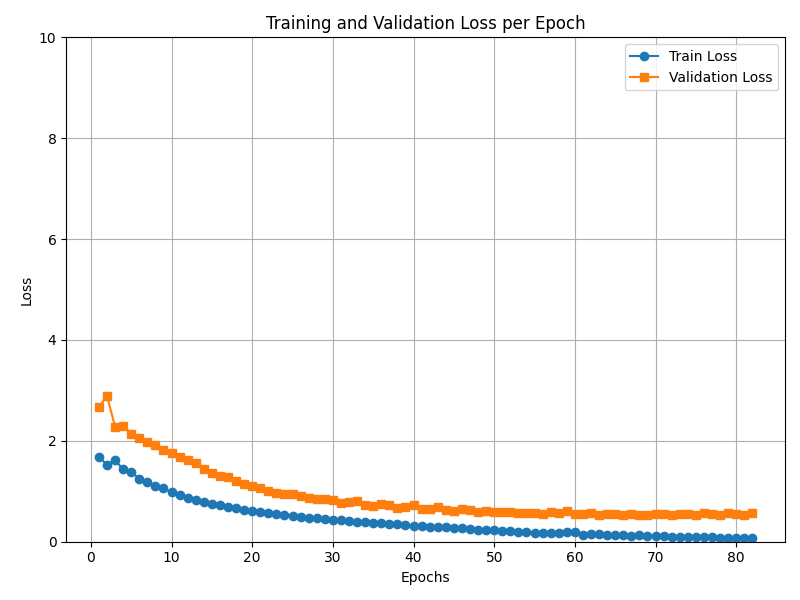 Training and Validation Loss per Epoch
Train Loss
Validation Loss
10
8
6
4
2
0
Loss
0 10 20 30 40 50 60 70 80
Epochs